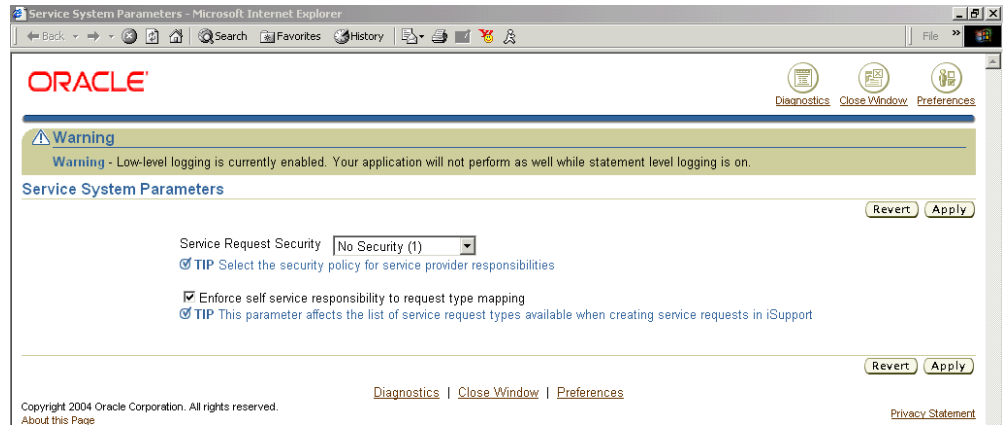 Service System Parameters - Microsoft Internet Explorer
Back Search Favorites History File »
ORACLE
Diagnostics Close Window Preferences
Warning
Warning - Low-level logging is currently enabled. Your application will not perform as well while statement level logging is on.
Service System Parameters
Revert Apply
Service Request Security No Security (1)
TIP Select the security policy for service provider responsibilities
Enforce self service responsibility to request type mapping
TIP This parameter affects the list of service request types available when creating service requests in iSupport
Revert Apply
Diagnostics | Close Window | Preferences
Copyright 2004 Oracle Corporation. All rights reserved.
About this Page Privacy Statement